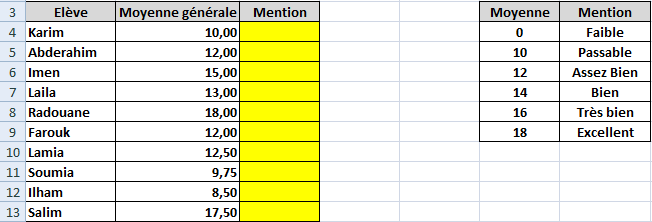 3 Elève Moyenne générale Mention Moyenne Mention
4 Karim 10,00 0 Faible
5 Abderahim 12,00 10 Passable
6 Imen 15,00 12 Assez Bien
7 Laila 13,00 14 Bien
8 Radouane 18,00 16 Très bien
9 Farouk 12,00 18 Excellent
10 Lamia 12,50
11 Soumia 9,75
12 Ilham 8,50
13 Salim 17,50